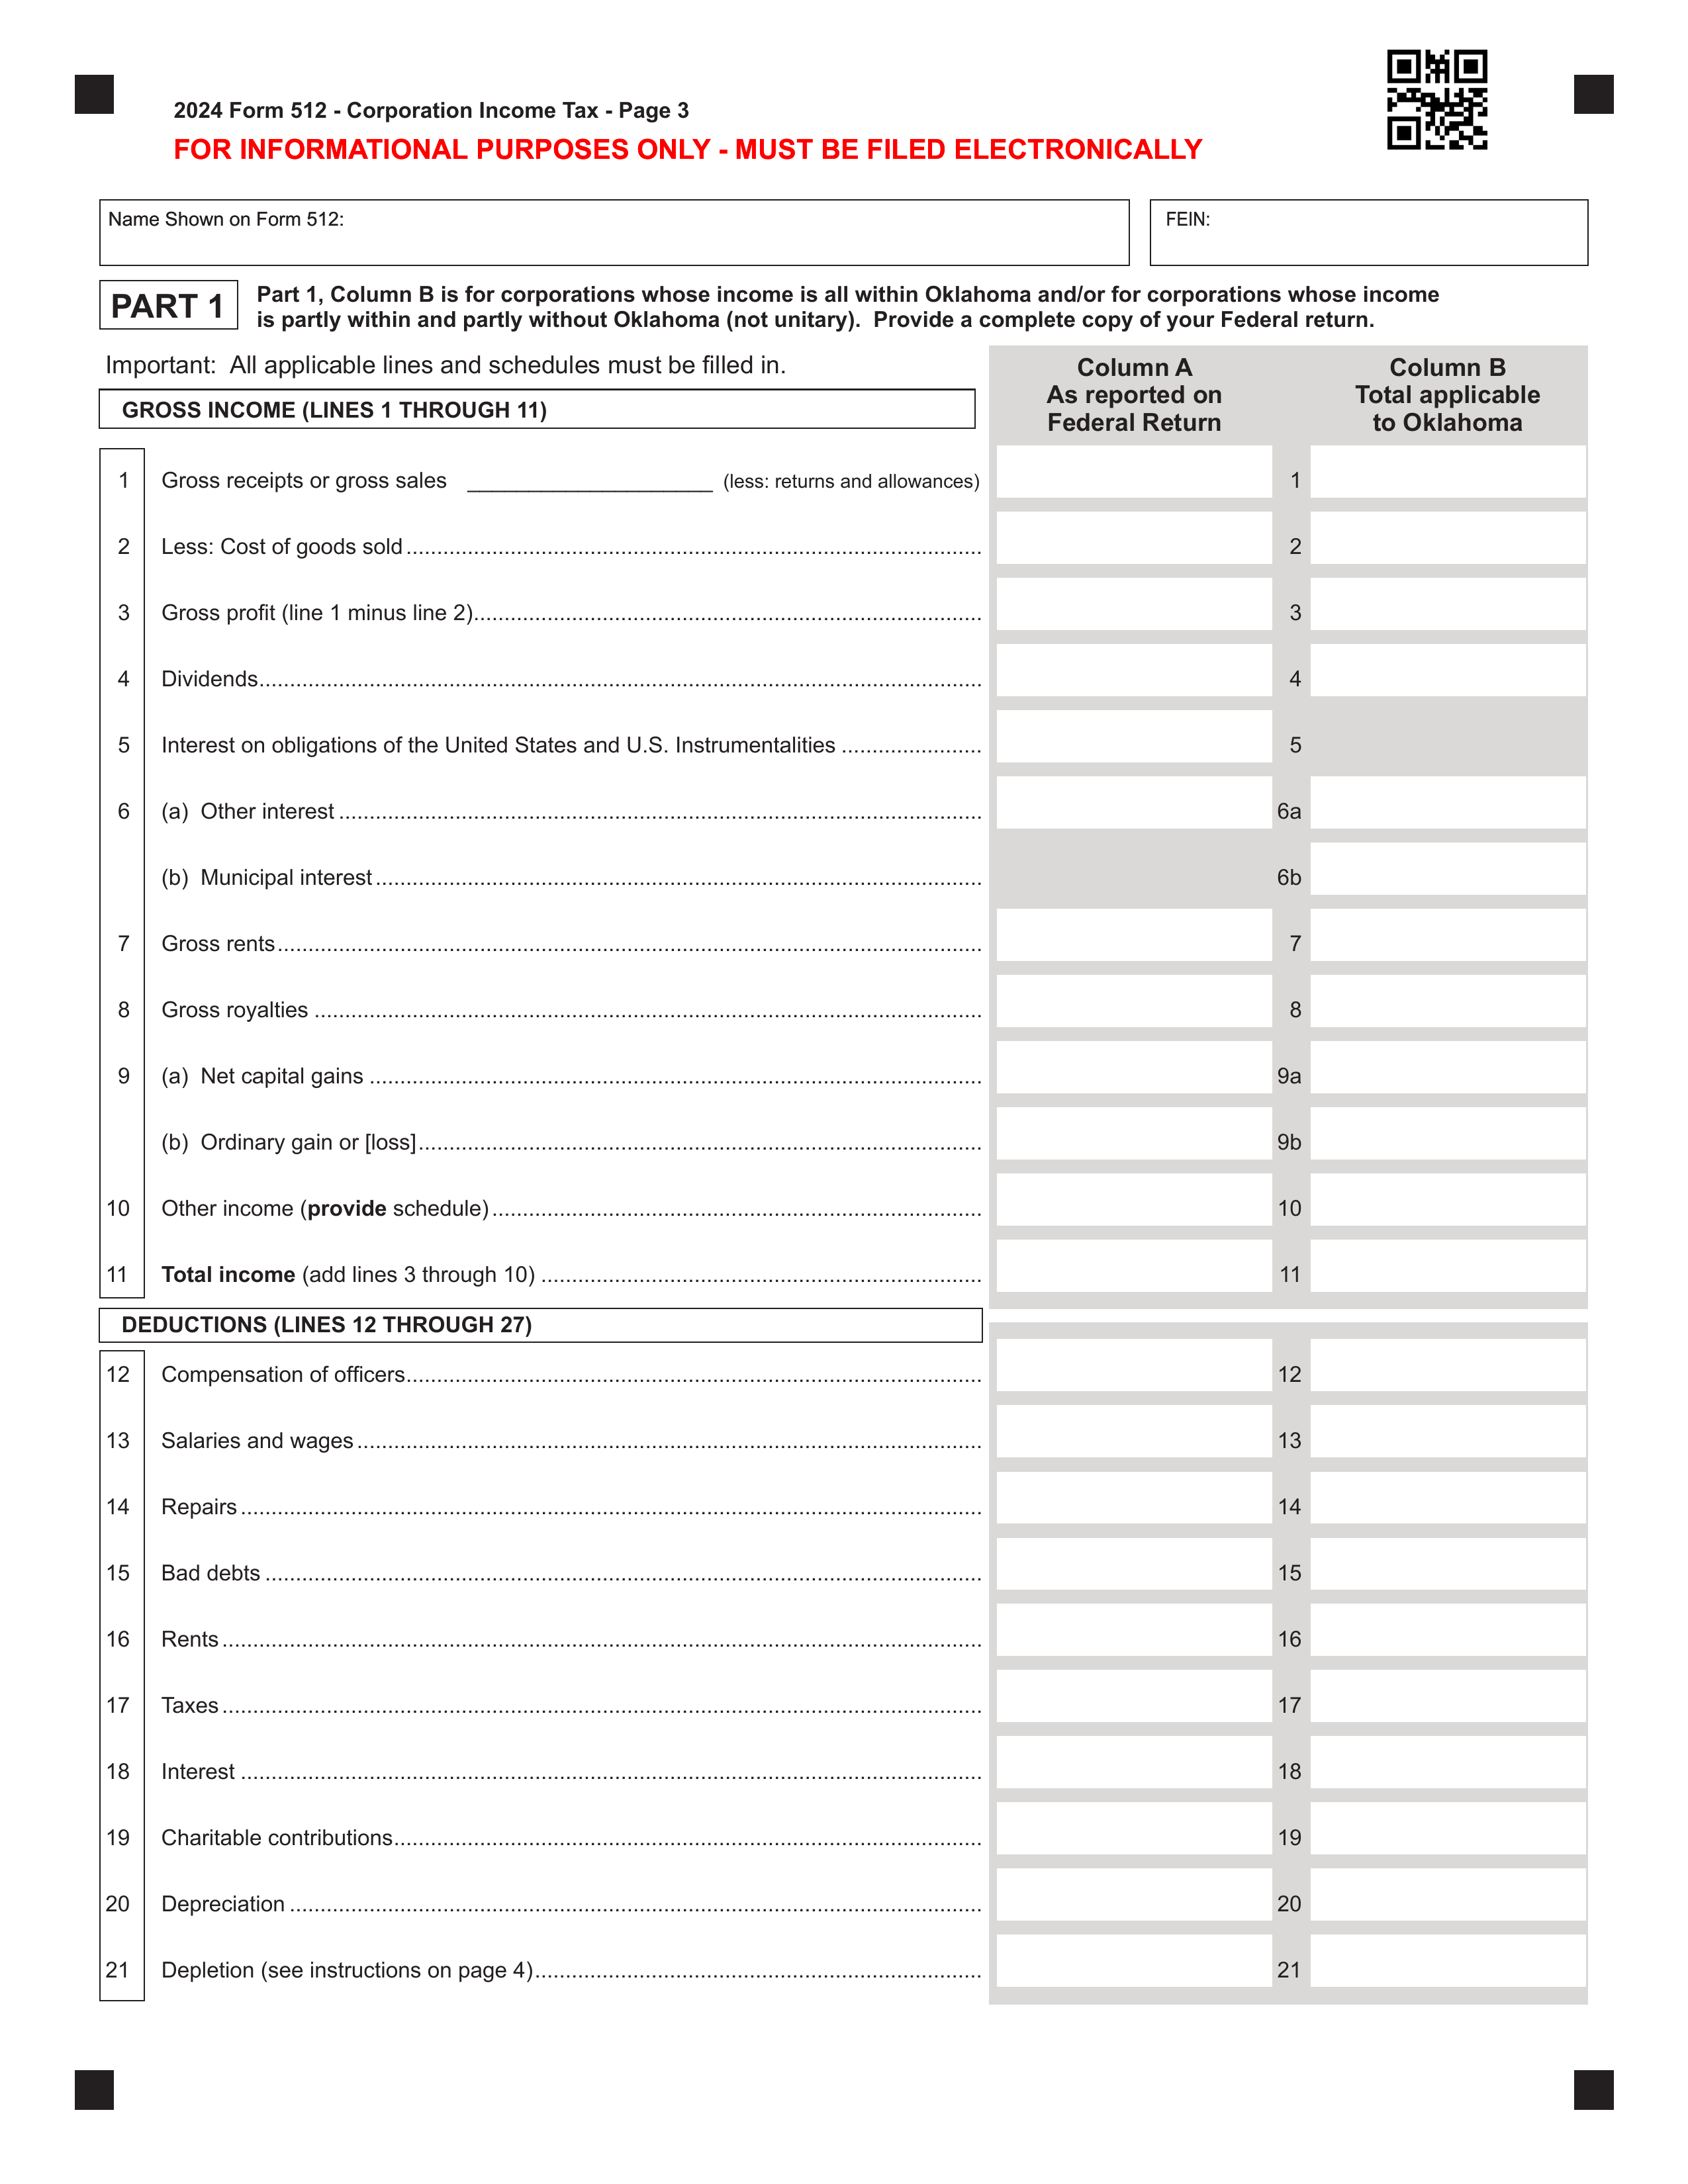 2024 Form 512 - Corporation Income Tax - Page 3
FOR INFORMATIONAL PURPOSES ONLY - MUST BE FILED ELECTRONICALLY
Name Shown on Form 512:
FEIN:
PART 1
Part 1, Column B is for corporations whose income is all within Oklahoma and/or for corporations whose income
is partly within and partly without Oklahoma (not unitary).  Provide a complete copy of your Federal return.
Important:  All applicable lines and schedules must be filled in.
GROSS INCOME (LINES 1 THROUGH 11)
Column A
As reported on
Federal Return
Column B
Total applicable
to Oklahoma
1 Gross receipts or gross sales ____________________ (less: returns and allowances) 1
2 Less: Cost of goods sold 2
3 Gross profit (line 1 minus line 2) 3
4 Dividends 4
5 Interest on obligations of the United States and U.S. Instrumentalities 5
6 (a) Other interest 6a
(b) Municipal interest 6b
7 Gross rents 7
8 Gross royalties 8
9 (a) Net capital gains 9a
(b) Ordinary gain or [loss] 9b
10 Other income (provide schedule) 10
11 Total income (add lines 3 through 10) 11
DEDUCTIONS (LINES 12 THROUGH 27)
12 Compensation of officers 12
13 Salaries and wages 13
14 Repairs 14
15 Bad debts 15
16 Rents 16
17 Taxes 17
18 Interest 18
19 Charitable contributions 19
20 Depreciation 20
21 Depletion (see instructions on page 4) 21